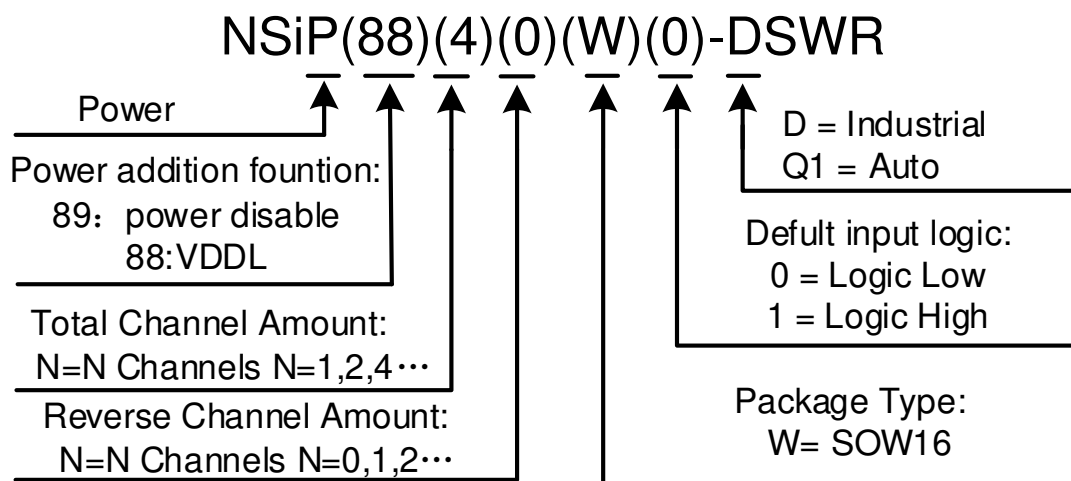 NSiP(88)(4)(0)(W)(0)-DSWR
Power
Power addition fountion:
89：power disable
88:VDDL
Total Channel Amount:
N=N Channels N=1,2,4⋯
Reverse Channel Amount:
N=N Channels N=0,1,2⋯
D = Industrial
Q1 = Auto
Defult input logic:
0 = Logic Low
1 = Logic High
Package Type:
W= SOW16